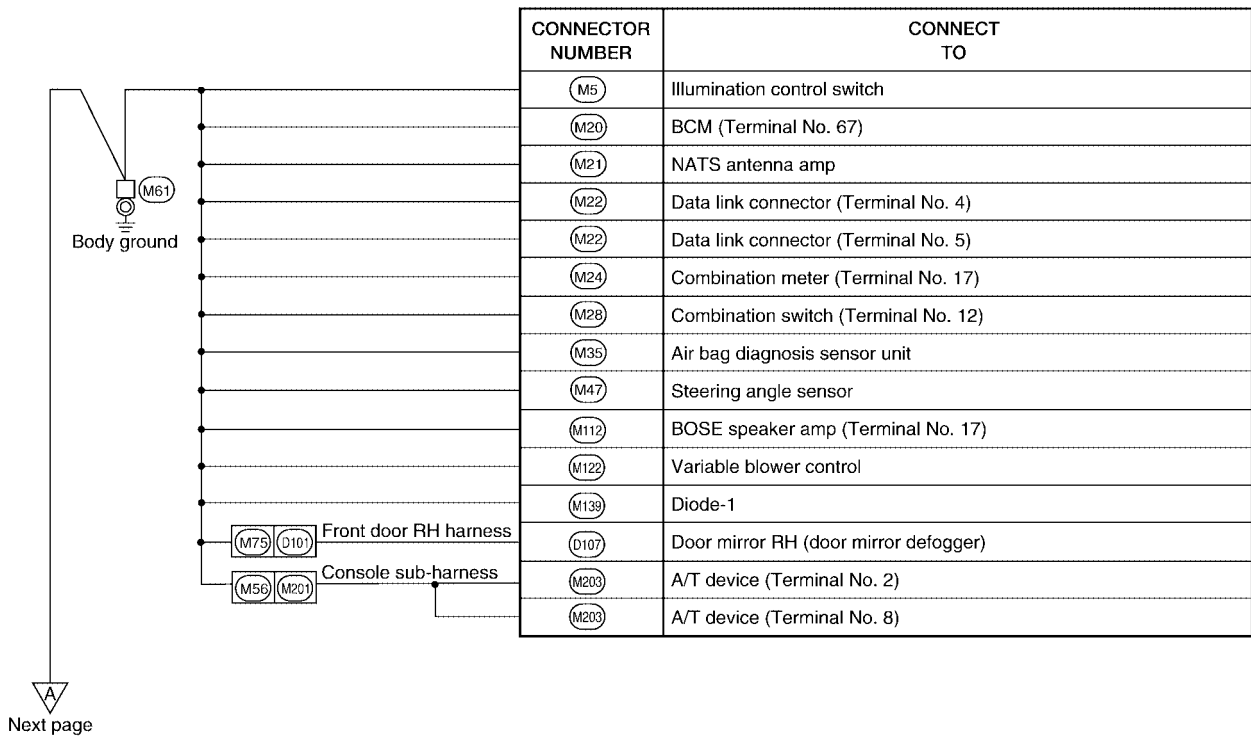 CONNECTOR NUMBER CONNECT TO
M5 Illumination control switch
M20 BCM (Terminal No. 67)
M21 NATS antenna amp
M61
M22 Data link connector (Terminal No. 4)
Body ground
M22 Data link connector (Terminal No. 5)
M24 Combination meter (Terminal No. 17)
M28 Combination switch (Terminal No. 12)
M35 Air bag diagnosis sensor unit
M47 Steering angle sensor
M112 BOSE speaker amp (Terminal No. 17)
M122 Variable blower control
M139 Diode-1
M75 D101 Front door RH harness D107 Door mirror RH (door mirror defogger)
M56 M201 Console sub-harness M203 A/T device (Terminal No. 2)
M203 A/T device (Terminal No. 8)
A
Next page